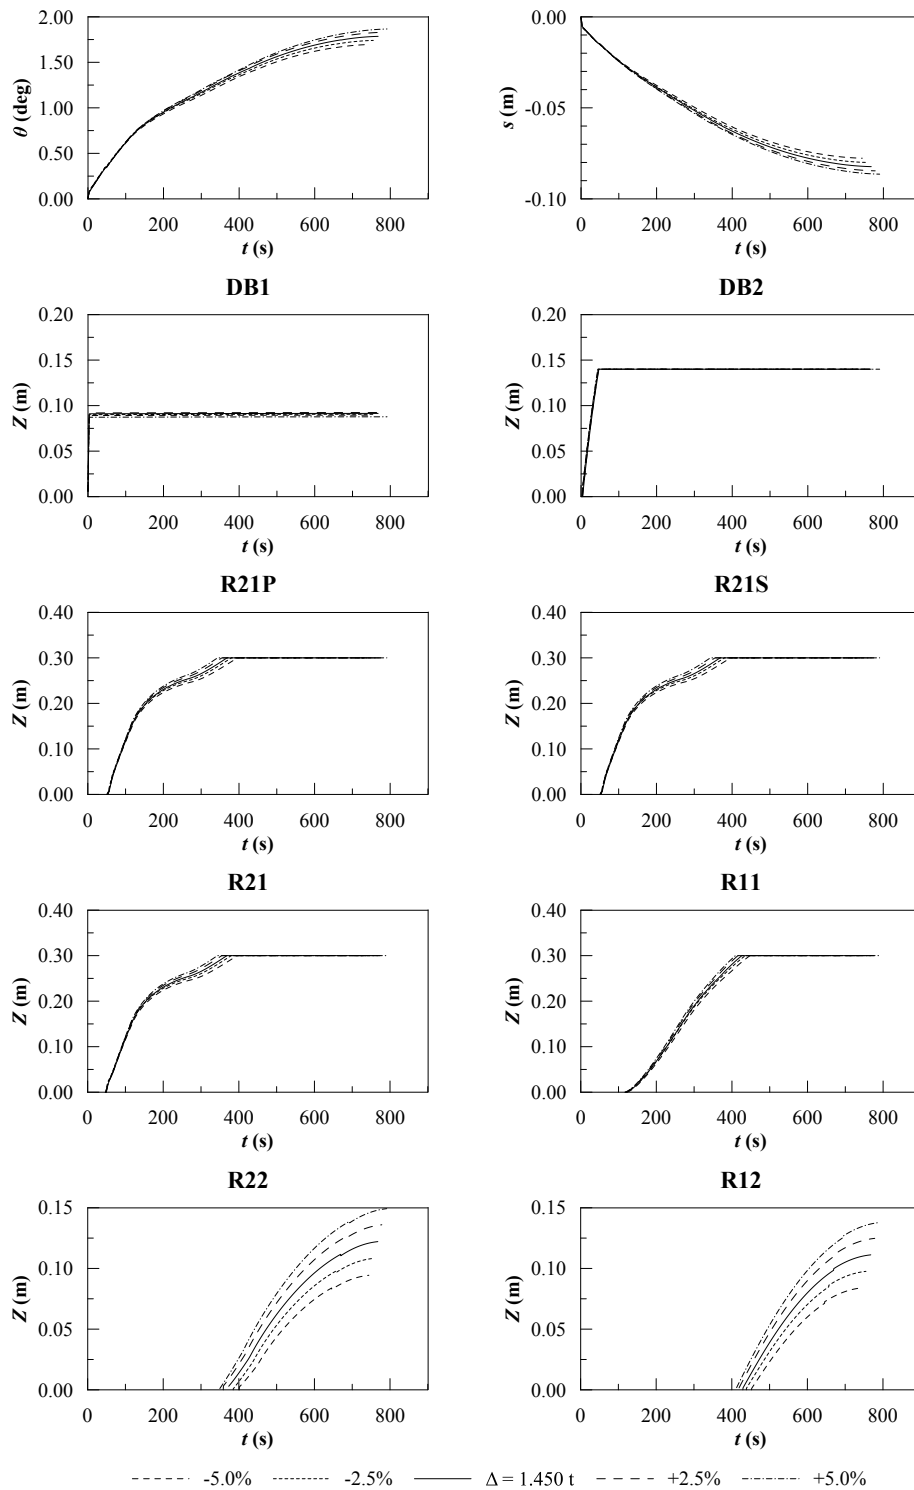 2.00
1.50
1.00
0.50
0.00
θ (deg)
0 200 400 600 800
t (s)
0.00
-0.05
-0.10
s (m)
0 200 400 600 800
t (s)
DB1
0.20
0.15
0.10
0.05
0.00
Z (m)
0 200 400 600 800
t (s)
DB2
0.20
0.15
0.10
0.05
0.00
Z (m)
0 200 400 600 800
t (s)
R21P
0.40
0.30
0.20
0.10
0.00
Z (m)
0 200 400 600 800
t (s)
R21S
0.40
0.30
0.20
0.10
0.00
Z (m)
0 200 400 600 800
t (s)
R21
0.40
0.30
0.20
0.10
0.00
Z (m)
0 200 400 600 800
t (s)
R11
0.40
0.30
0.20
0.10
0.00
Z (m)
0 200 400 600 800
t (s)
R22
0.15
0.10
0.05
0.00
Z (m)
0 200 400 600 800
t (s)
R12
0.15
0.10
0.05
0.00
Z (m)
0 200 400 600 800
t (s)
-5.0% -2.5% Δ = 1.450 t +2.5% +5.0%